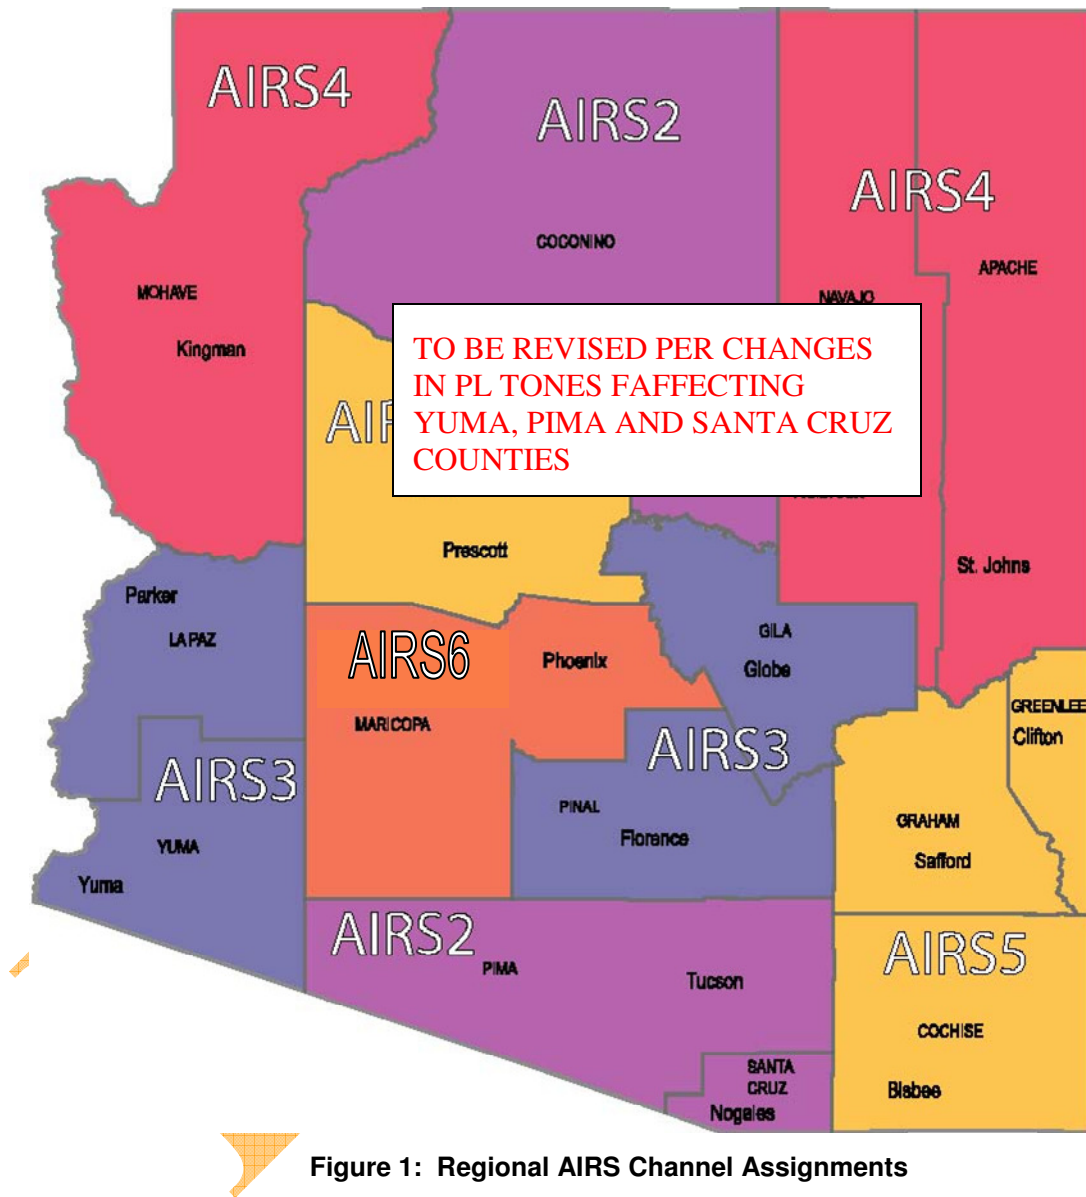 AIRS4
AIRS2
AIRS4
COCONINO
APACHE
MOHAVE
NAVAJO
Kingman
TO BE REVISED PER CHANGES
IN PL TONES FAFFECTING
YUMA, PIMA AND SANTA CRUZ
COUNTIES
Prescott
St. Johns
Parker
LA PAZ
GILA
AIRS6
Phoenix
Globe
GREENLEE
MARICOPA
Clifton
AIRS3
AIRS3
PINAL
GRAHAM
Florence
YUMA
Safford
Yuma
AIRS2
AIRS5
PIMA
Tucson
COCHISE
SANTA
CRUZ
Bisbee
Nogales
Figure 1: Regional AIRS Channel Assignments